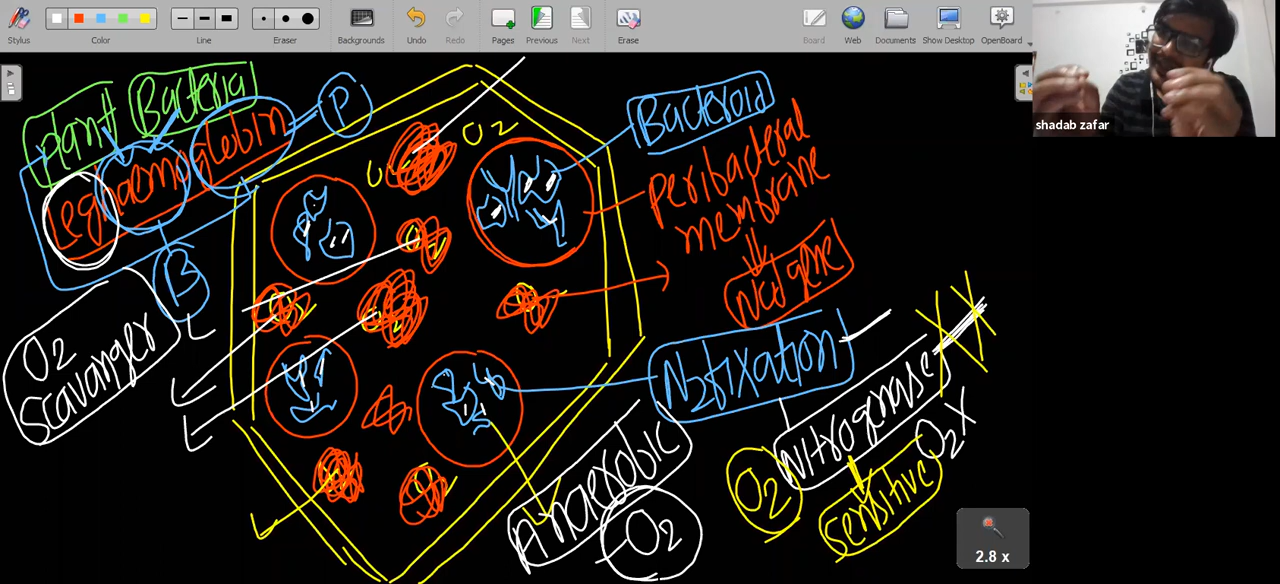 Stylus
Color
Line
Eraser
Backgrounds
Undo
Redo
Pages
Previous
Next
Erase
Board
Web
Documents
Show Desktop
OpenBoard
shadab zafar
plant Bacteria
Leghaemoglobin
P
B
O2
Scavanger
O2
Bacteroid
Peribacteral
membrane
Nod gene
N2 fixation
Nitrogenase
O2 X
Sensitive
O2
Anaerobic
-O2
2.8 x